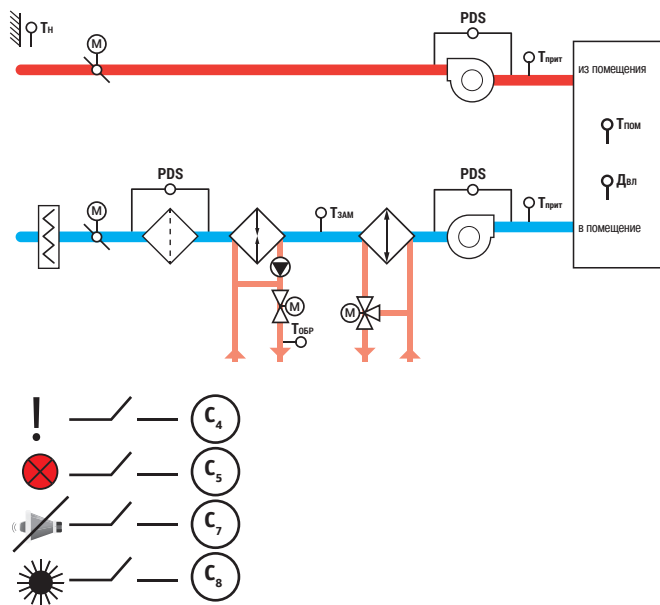 Tн
M
PDS
Tприт
из помещения
Tпом
Двл
M
PDS
TЗАМ
PDS
Tприт
в помещение
M
TОБР
M
!
C4
C5
C7
C8